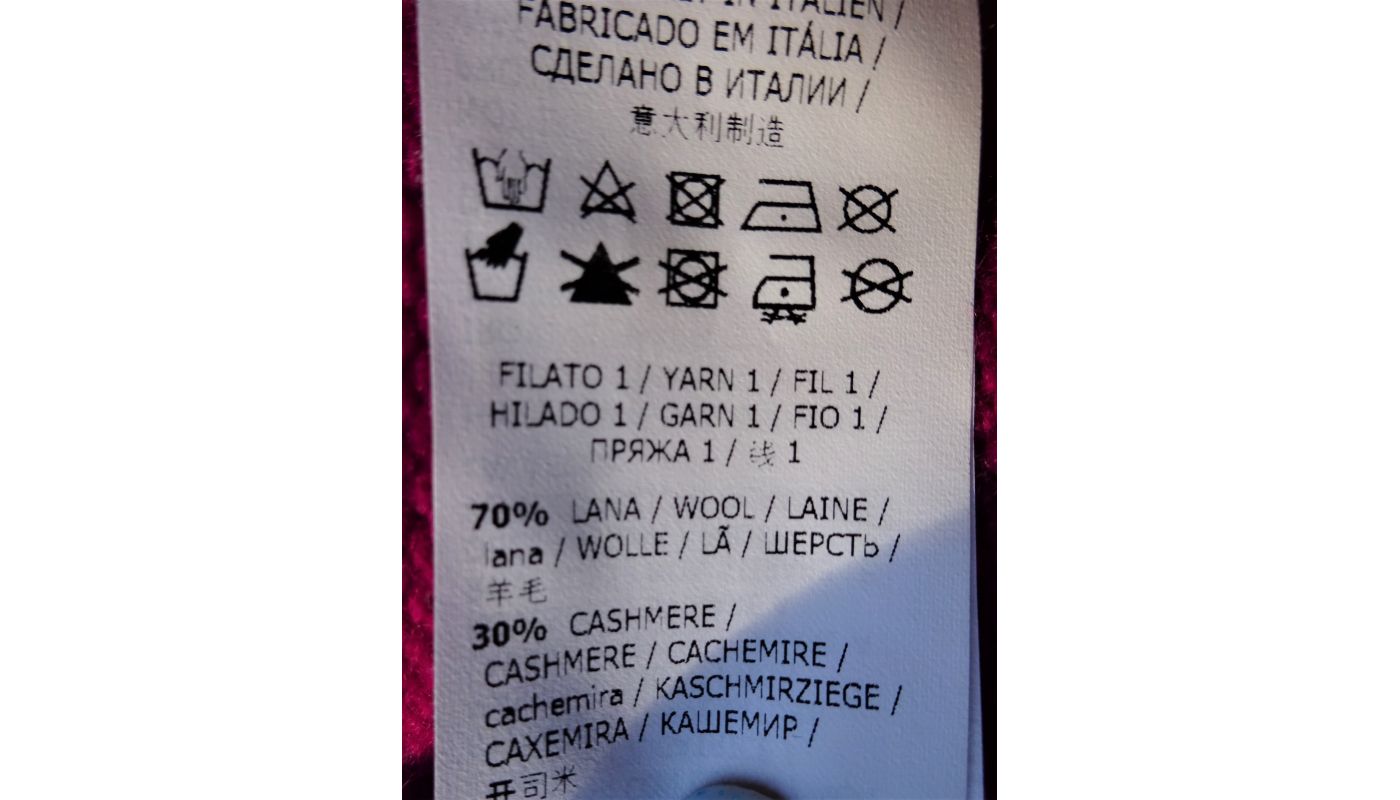 IN ITALIEN /
FABRICADO EM ITÁLIA /
СДЕЛАНО В ИТАЛИИ /
意大利制造
FILATO 1 / YARN 1 / FIL 1 /
HILADO 1 / GARN 1 / FIO 1 /
ПРЯЖА 1 / 线 1
70% LANA / WOOL / LAINE /
lana / WOLLE / LÃ / ШЕРСТЬ /
羊毛
30% CASHMERE /
CASHMERE / CACHEMIRE /
cachemira / KASCHMIRZIEGE /
CAXEMIRA / КАШЕМИР /
开司米